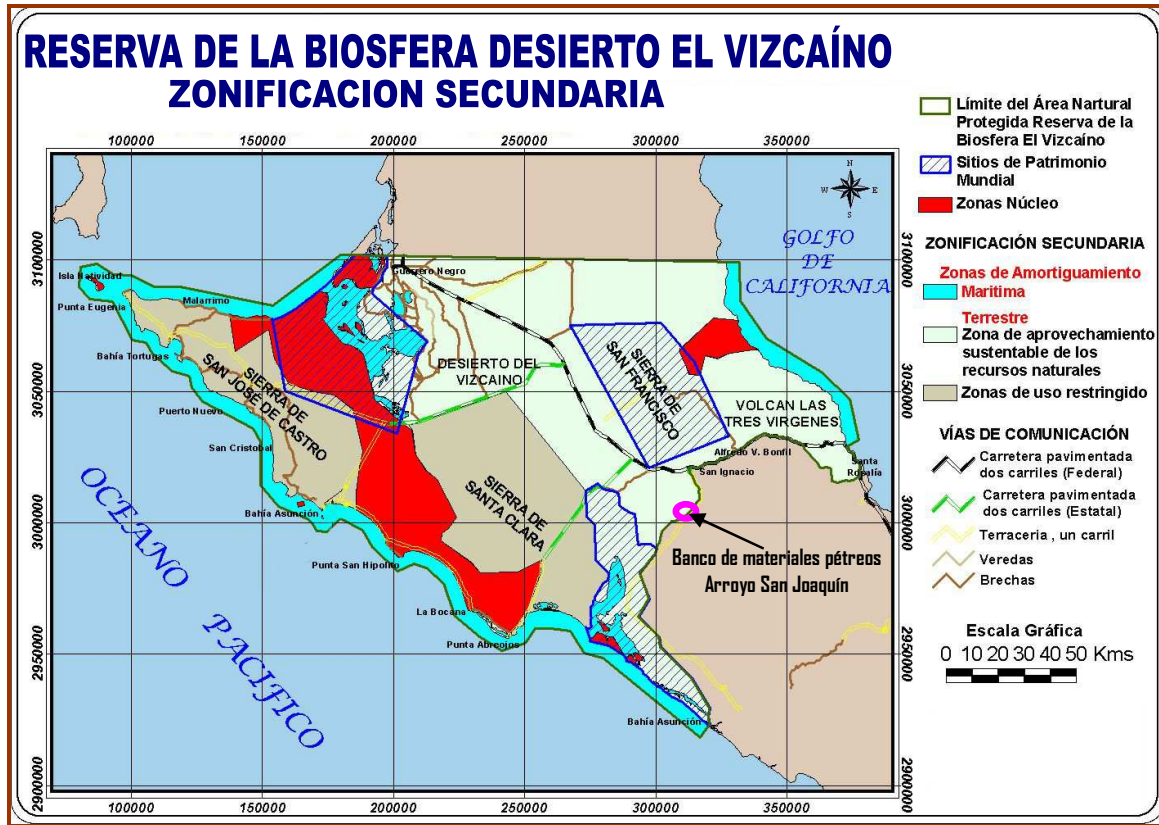 RESERVA DE LA BIOSFERA DESIERTO EL VIZCAÍNO
ZONIFICACION SECUNDARIA
100000 150000 200000 250000 300000 350000
3100000
3050000
3000000
2950000
2900000
N
W E
S
GOLFO
DE
CALIFORNIA
Isla Natividad
Guerrero Negro
Punta Eugenia
Malarrimo
Bahía Tortugas
DESIERTO DEL
VIZCAINO
SIERRA DE
SAN FRANCISCO
SIERRA DE
SAN JOSÉ DE CASTRO
Puerto Nuevo
VOLCAN LAS
TRES VIRGENES
San Cristobal
Alfredo V. Bonfil
San Ignacio
Santa
Rosalía
SIERRA DE
SANTA CLARA
Bahía Asunción
OCEANO PACIFICO
Banco de materiales pétreos
Arroyo San Joaquín
Punta San Hipolito
La Bocana
Punta Abreojos
Bahía Asunción
3100000
3050000
3000000
2950000
2900000
100000 150000 200000 250000 300000 350000
Límite del Área Nartural
Protegida Reserva de la
Biosfera El Vizcaíno
Sitios de Patrimonio
Mundial
Zonas Núcleo
ZONIFICACIÓN SECUNDARIA
Zonas de Amortiguamiento
Maritima
Terrestre
Zona de aprovechamiento
sustentable de los
recursos naturales
Zonas de uso restringido
VÍAS DE COMUNICACIÓN
Carretera pavimentada
dos carriles (Federal)
Carretera pavimentada
dos carriles (Estatal)
Terraceria , un carril
Veredas
Brechas
Escala Gráfica
0 10 20 30 40 50 Kms